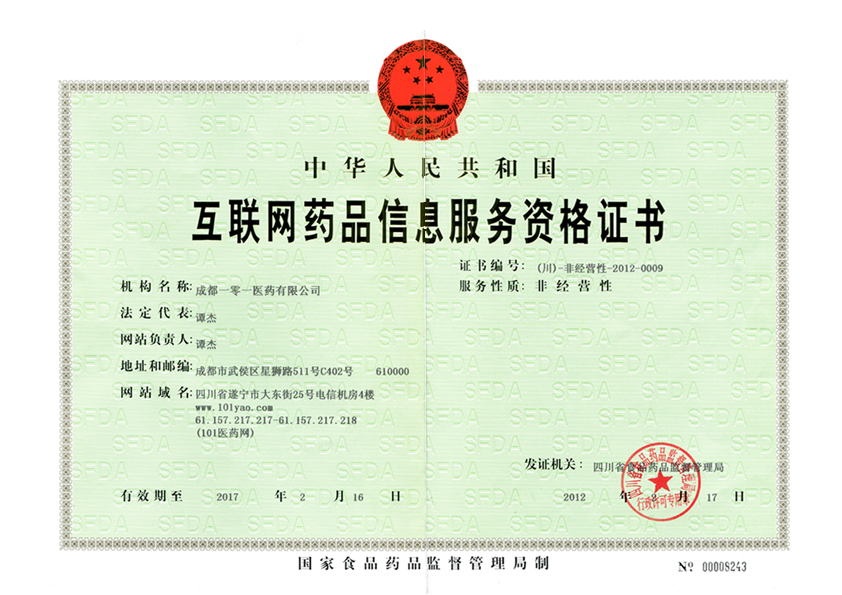 中华人民共和国
互联网药品信息服务资格证书
证书编号： (川)-非经营性-2012-0009
服务性质： 非经营性
机构名称： 成都一零一医药有限公司
法定代表： 谭杰
网站负责人： 谭杰
地址和邮编： 成都市武侯区星狮路511号C402号 610000
网站域名： 四川省遂宁市大东街25号电信机房4楼
www.101yao.com
61.157.217.217-61.157.217.218
(101医药网)
发证机关： 四川省食品药品监督管理局
有效期至 2017 年 2 月 16 日
2012 年 2 月 17 日
行政许可专用章
国家食品药品监督管理局制
№ 00008243